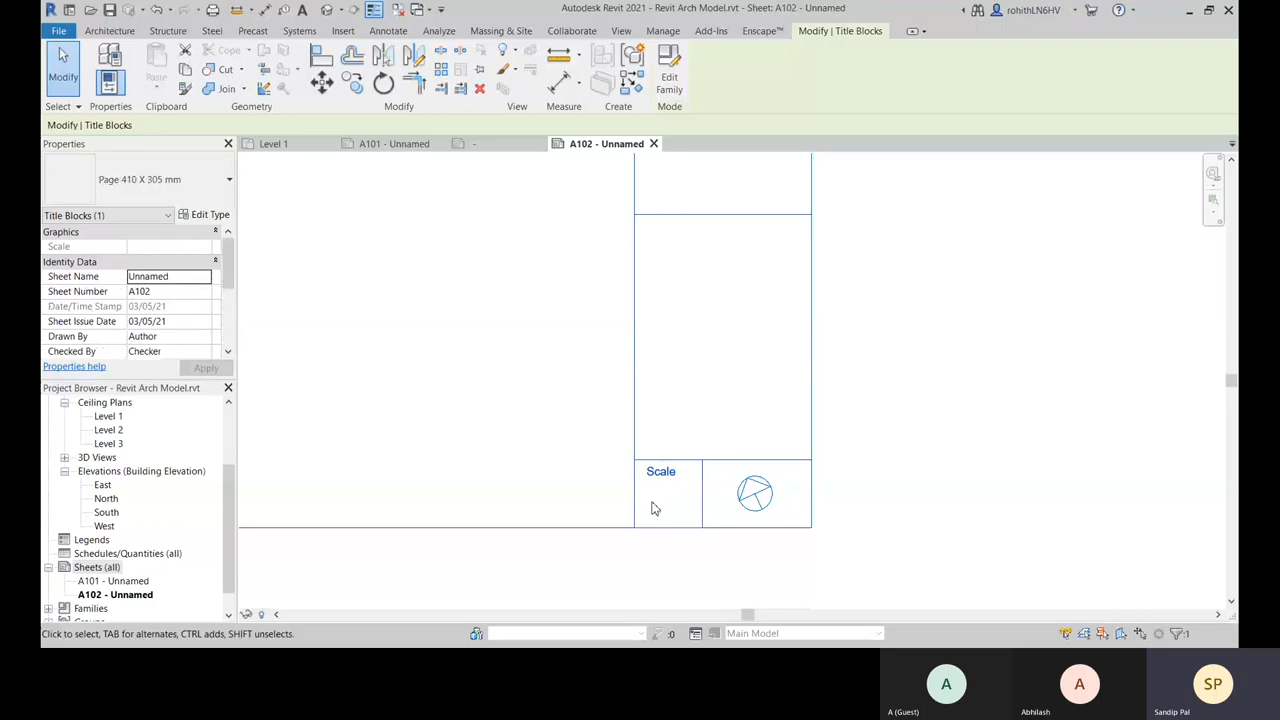 Autodesk Revit 2021 - Revit Arch Model.rvt - Sheet: A102 - Unnamed
rohithLN6HV
File Architecture Structure Steel Precast Systems Insert Annotate Analyze Massing & Site Collaborate View Manage Add-Ins Enscape™ Modify | Title Blocks
Modify
Paste
Cope
Cut
Join
Edit
Family
Select Properties Clipboard Geometry Modify View Measure Create Mode
Modify | Title Blocks
Properties
Level 1
A101 - Unnamed
-
A102 - Unnamed
Page 410 X 305 mm
Title Blocks (1)
Edit Type
Graphics
Scale
Identity Data
Sheet Name Unnamed
Sheet Number A102
Date/Time Stamp 03/05/21
Sheet Issue Date 03/05/21
Drawn By Author
Checked By Checker
Properties help
Apply
Project Browser - Revit Arch Model.rvt
Ceiling Plans
Level 1
Level 2
Level 3
3D Views
Elevations (Building Elevation)
East
North
South
West
Legends
Schedules/Quantities (all)
Sheets (all)
A101 - Unnamed
A102 - Unnamed
Families
Scale
Click to select, TAB for alternates, CTRL adds, SHIFT unselects.
:0
Main Model
:1
A
A (Guest)
A
Abhilash
SP
Sandip Pal